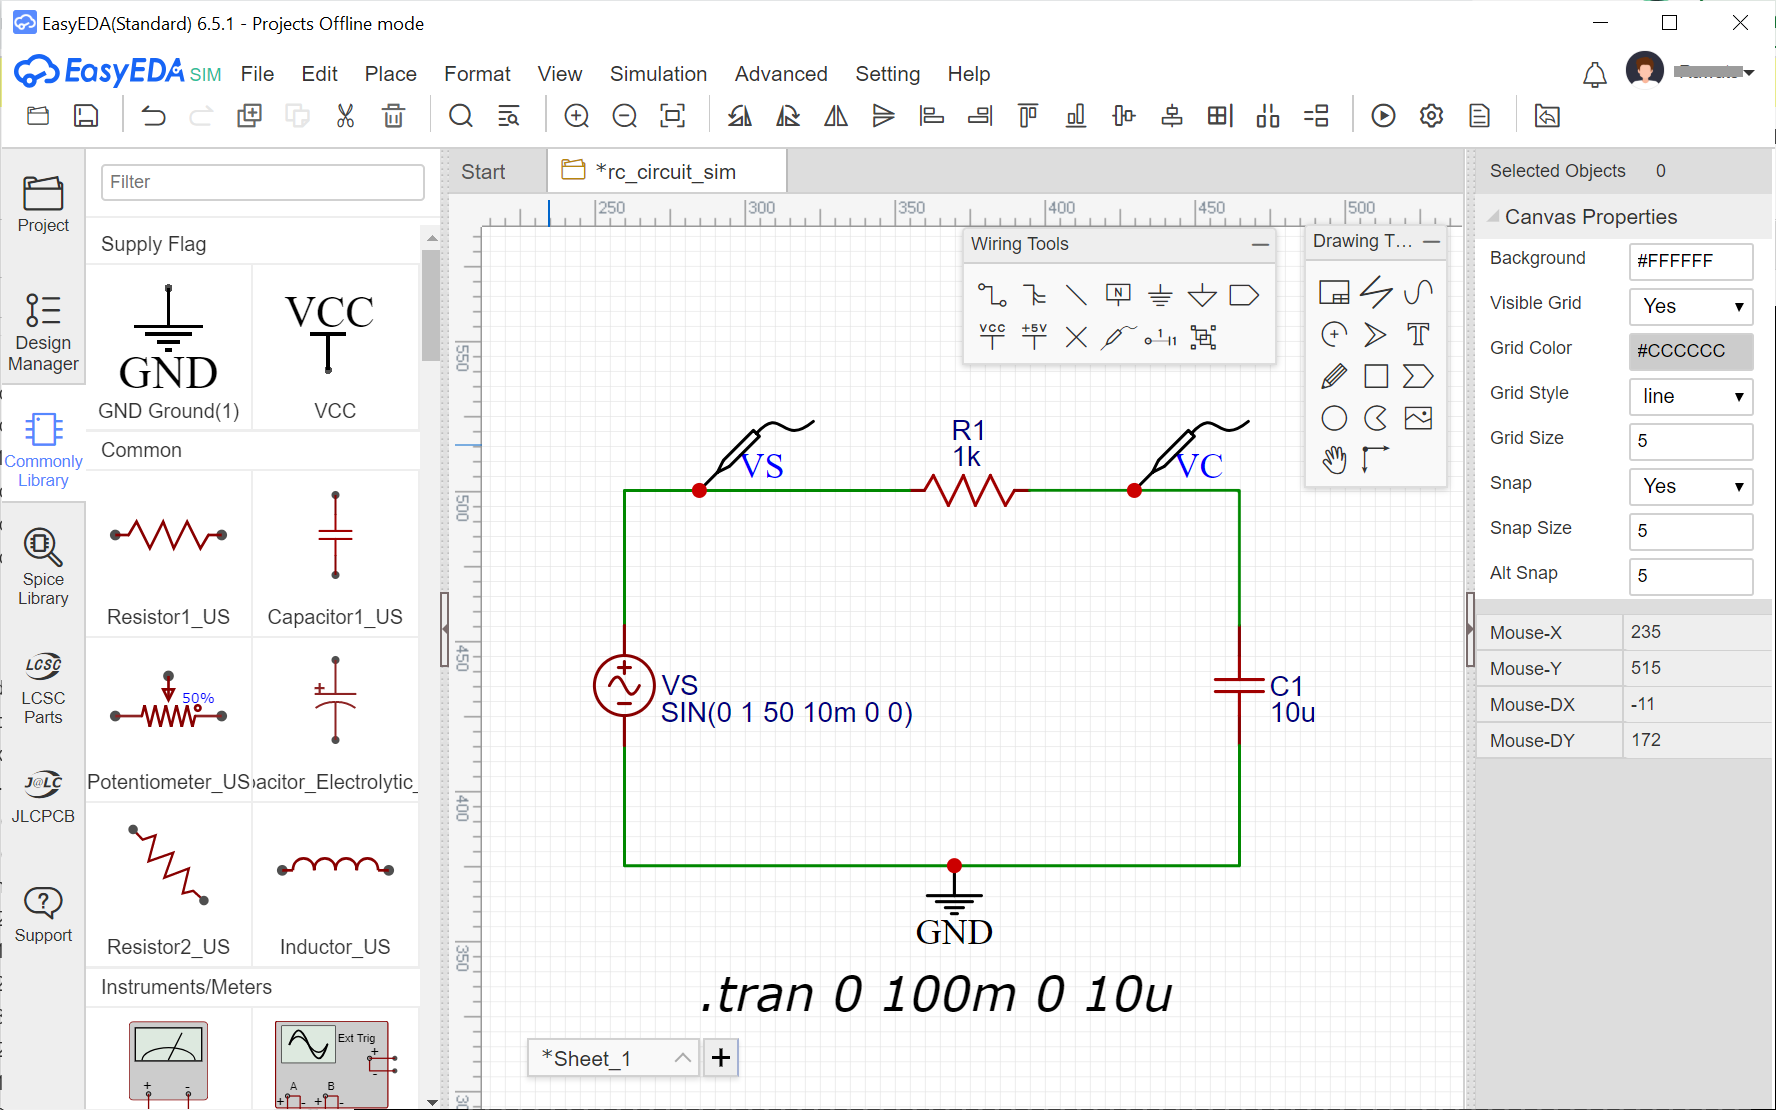 EasyEDA(Standard) 6.5.1 - Projects Offline mode
EasyEDA SIM File Edit Place Format View Simulation Advanced Setting Help
Start
*rc_circuit_sim
Project
Design
Manager
Commonly
Library
Spice
Library
LCSC
LCSC
Parts
J@LC
JLCPCB
Support
Filter
Supply Flag
GND
GND Ground(1)
VCC
VCC
Common
Resistor1_US
Capacitor1_US
50%
Potentiometer_US
acitor_Electrolytic_
Resistor2_US
Inductor_US
Instruments/Meters
+ -
Ext Trig
+
-
A B
+ - + -
250 300 350 400 450 500
550
500
450
400
350
30
Wiring Tools
N
VCC +5V 1 1
Drawing T...
T
VS
R1
1k
VC
VS
SIN(0 1 50 10m 0 0)
C1
10u
GND
.tran 0 100m 0 10u
*Sheet_1
+
Selected Objects 0
Canvas Properties
Background #FFFFFF
Visible Grid Yes
Grid Color #CCCCCC
Grid Style line
Grid Size 5
Snap Yes
Snap Size 5
Alt Snap 5
Mouse-X 235
Mouse-Y 515
Mouse-DX -11
Mouse-DY 172